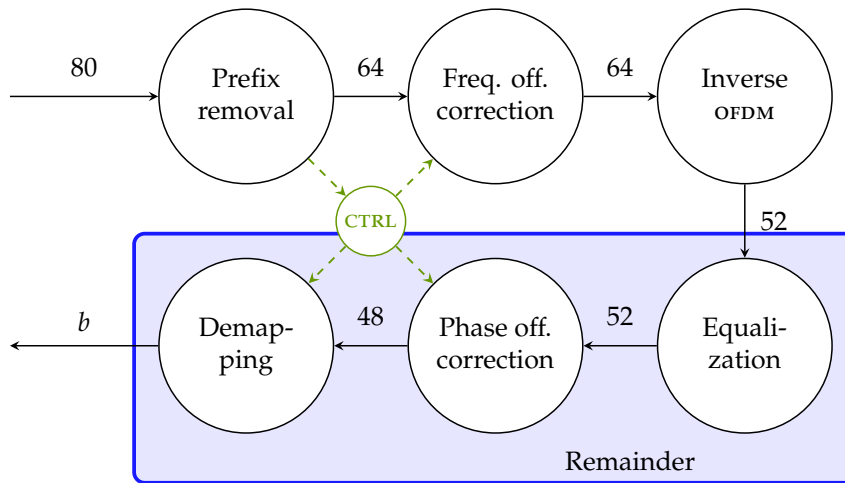 80
Prefix
removal
64
Freq. off.
correction
64
Inverse
OFDM
CTRL
52
b
Demap-
ping
48
Phase off.
correction
52
Equali-
zation
Remainder